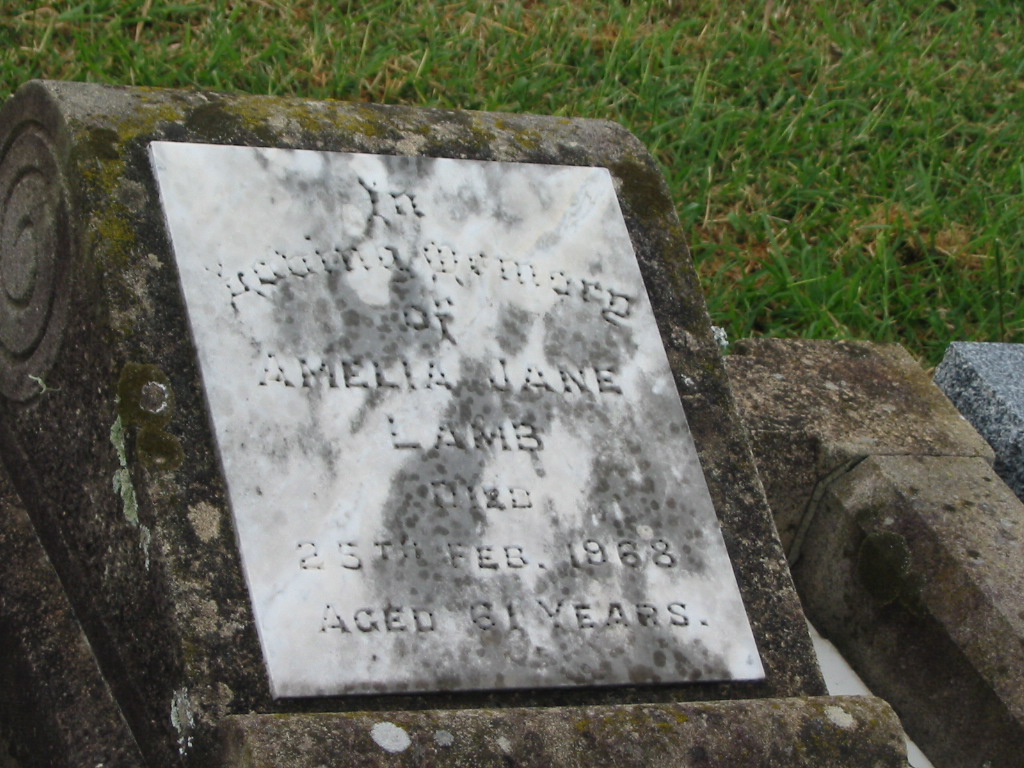 In
Loving Memory
of
AMELIA JANE
LAMB
DIED
25TH FEB. 1968
AGED 61 YEARS.